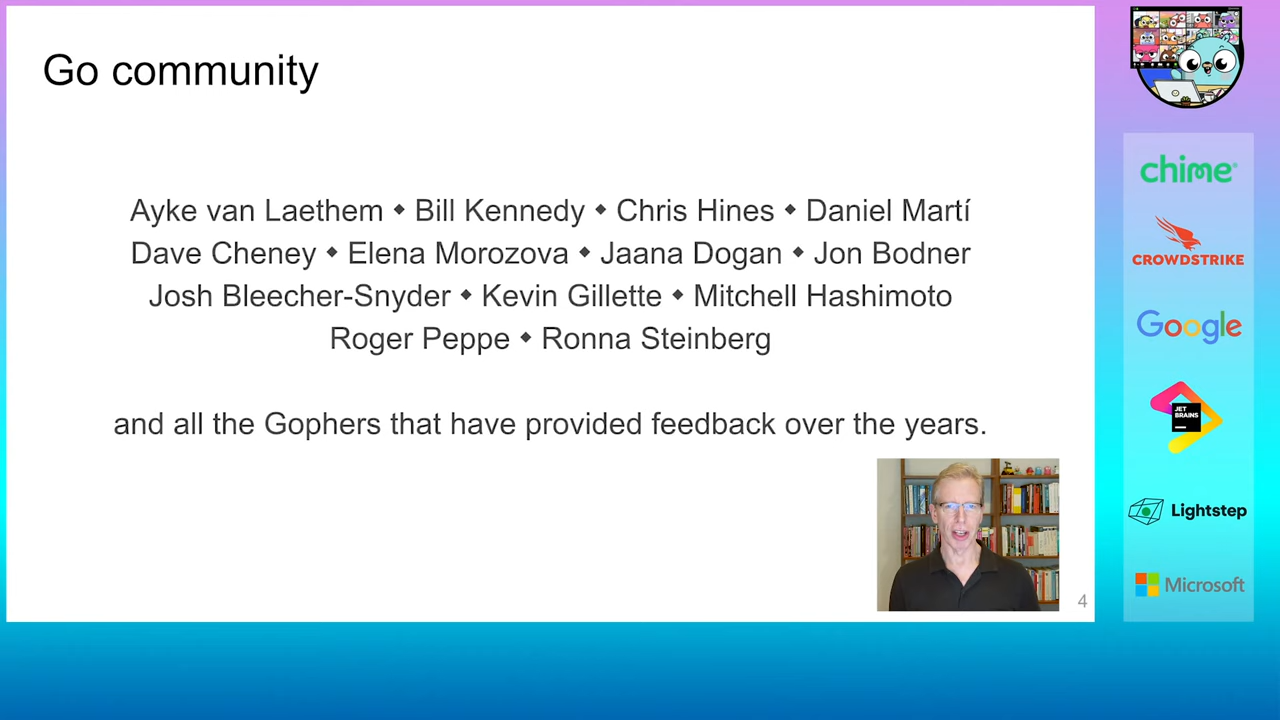 Go community
Ayke van Laethem ◆ Bill Kennedy ◆ Chris Hines ◆ Daniel Martí
Dave Cheney ◆ Elena Morozova ◆ Jaana Dogan ◆ Jon Bodner
Josh Bleecher-Snyder ◆ Kevin Gillette ◆ Mitchell Hashimoto
Roger Peppe ◆ Ronna Steinberg
and all the Gophers that have provided feedback over the years.
4
chime
CROWDSTRIKE
Google
JET
BRAINS
Lightstep
Microsoft